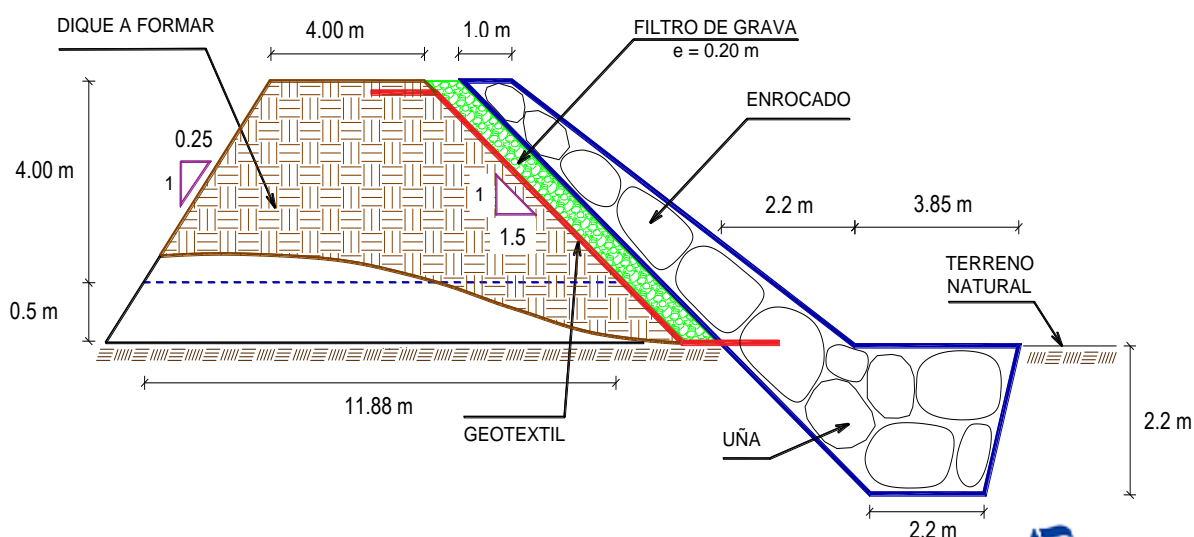 DIQUE A FORMAR
4.00 m
1.0 m
FILTRO DE GRAVA
e = 0.20 m
ENROCADO
0.25
1
4.00 m
1
1.5
2.2 m
3.85 m
TERRENO
NATURAL
0.5 m
11.88 m
GEOTEXTIL
UÑA
2.2 m
2.2 m